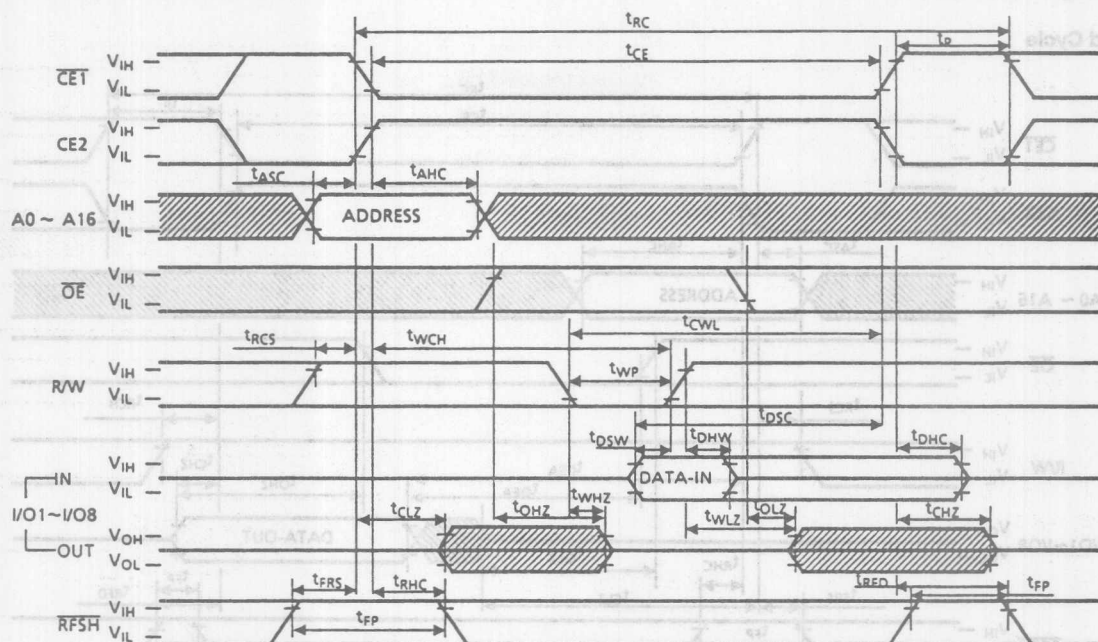 tRC
d Cycle
tP
CE1 VIH VIL
tCE
CE2 VIH VIL
tASC tAHC
A0 ~ A16 VIH VIL ADDRESS
OE VIH VIL
tCWL
tRCS tWCH
R/W VIH VIL tWP
tDSC
tDSW tDHW tDHC
IN VIH VIL DATA-IN
I/O1~I/O8
tWHZ
tCLZ tOHZ tWLZ tOLZ tCHZ
OUT VOH VOL
tFRS tRHC tRFD
tFP tFP
RFSH VIH VIL